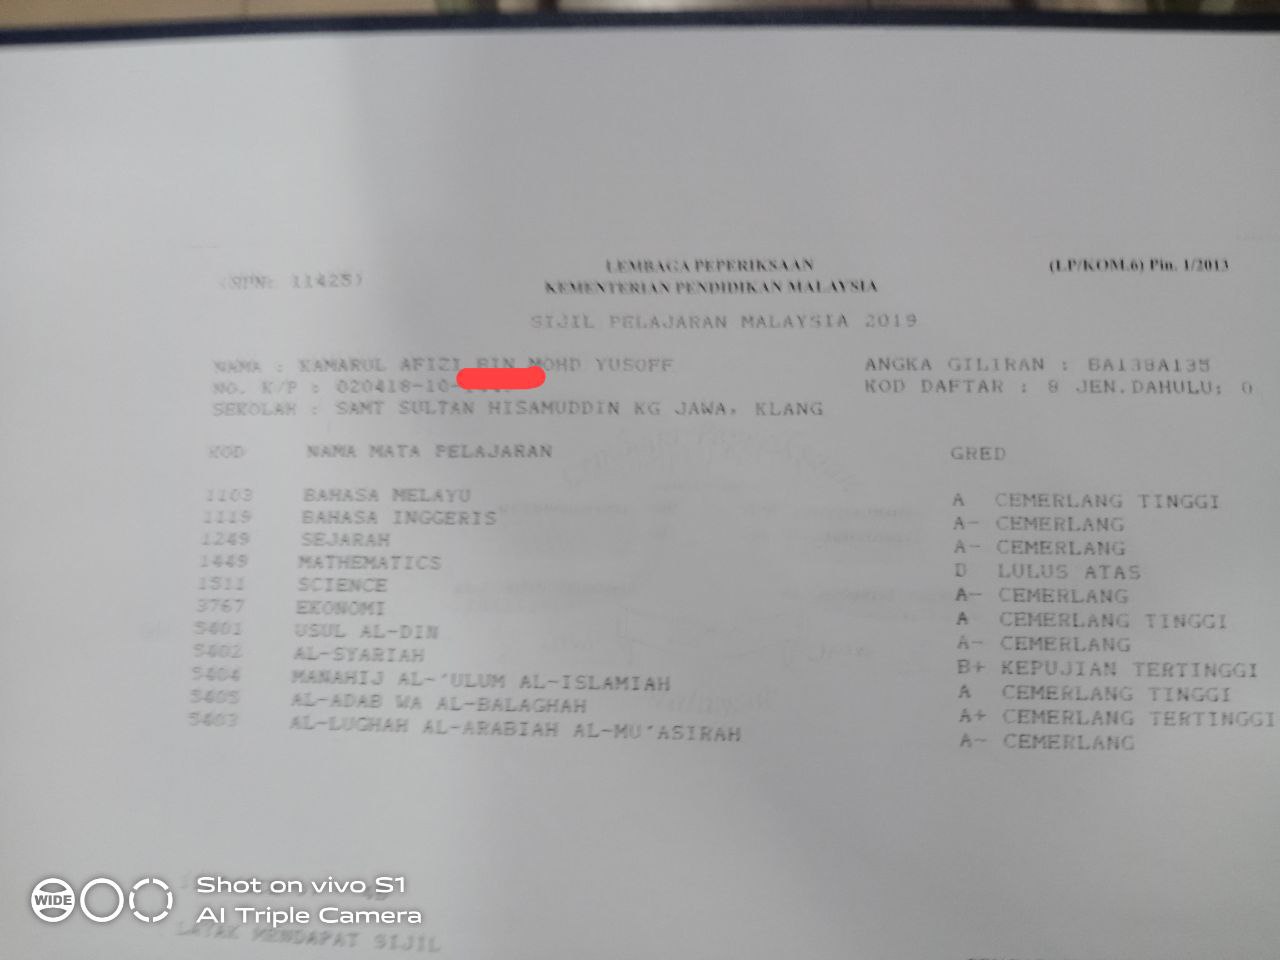 (SPN: 11425)
LEMBAGA PEPERIKSAAN
(LP/KOM.6) Pin. 1/2013
KEMENTERIAN PENDIDIKAN MALAYSIA
SIJIL PELAJARAN MALAYSIA 2019
NAMA : KAMARUL AFIZI BIN MOHD YUSOFF ANGKA GILIRAN : BA138A135
NO. K/P : 020418-10- KOD DAFTAR : 8 JEN.DAHULU: 0
SEKOLAH : SAMT SULTAN HISAMUDDIN KG JAWA, KLANG
KOD NAMA MATA PELAJARAN GRED
1103 BAHASA MELAYU A CEMERLANG TINGGI
1119 BAHASA INGGERIS A- CEMERLANG
1249 SEJARAH A- CEMERLANG
1449 MATHEMATICS D LULUS ATAS
1511 SCIENCE A- CEMERLANG
3767 EKONOMI A CEMERLANG TINGGI
5401 USUL AL-DIN A- CEMERLANG
5402 AL-SYARIAH B+ KEPUJIAN TERTINGGI
5404 MANAHIJ AL-'ULUM AL-ISLAMIAH A CEMERLANG TINGGI
5405 AL-ADAB WA AL-BALAGHAH A+ CEMERLANG TERTINGGI
5403 AL-LUGHAH AL-ARABIAH AL-MU'ASIRAH A- CEMERLANG
WIDE
Shot on vivo S1
AI Triple Camera
LAYAK MENDAPAT SIJIL